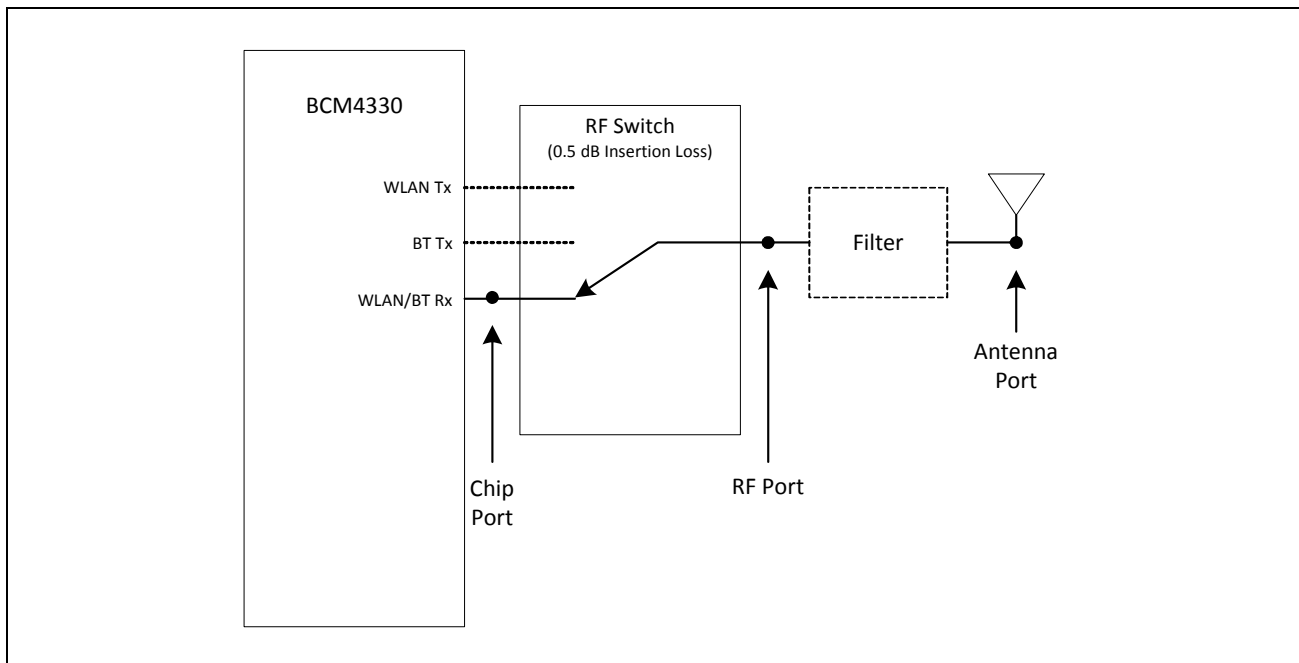 BCM4330
RF Switch
(0.5 dB Insertion Loss)
WLAN Tx
BT Tx
WLAN/BT Rx
Filter
Chip
Port
RF Port
Antenna
Port